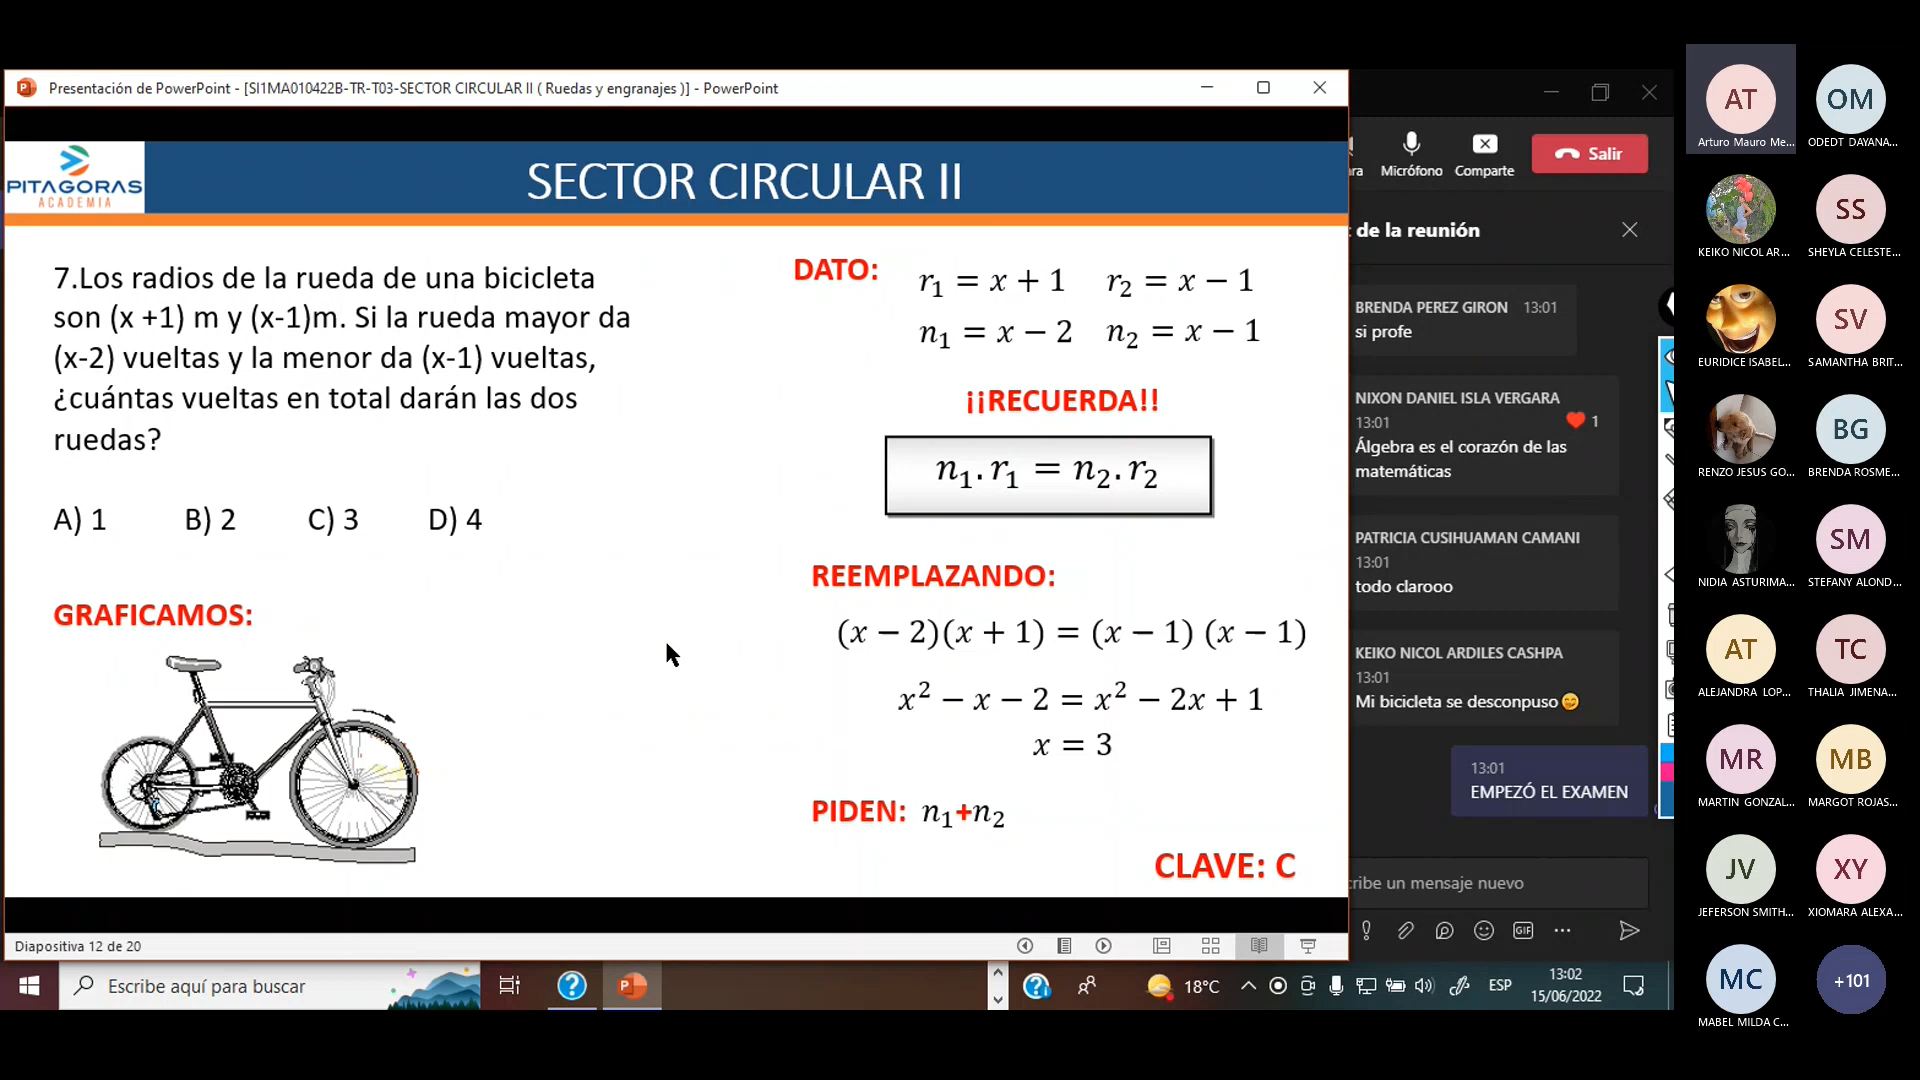 Presentación de PowerPoint - [SI1MA010422B-TR-T03-SECTOR CIRCULAR II ( Ruedas y engranajes )] - PowerPoint
PITAGORAS
ACADEMIA
SECTOR CIRCULAR II
7.Los radios de la rueda de una bicicleta
son (x +1) m y (x-1)m. Si la rueda mayor da
(x-2) vueltas y la menor da (x-1) vueltas,
¿cuántas vueltas en total darán las dos
ruedas?
A) 1 B) 2 C) 3 D) 4
GRAFICAMOS:
DATO: r₁ = x + 1 r₂ = x − 1
n₁ = x − 2 n₂ = x − 1
¡¡RECUERDA!!
n₁.r₁ = n₂.r₂
REEMPLAZANDO:
(x − 2)(x + 1) = (x − 1) (x − 1)
x² − x − 2 = x² − 2x + 1
x = 3
PIDEN: n₁+n₂
CLAVE: C
Diapositiva 12 de 20
Micrófono
Comparte
Salir
de la reunión
BRENDA PEREZ GIRON 13:01
si profe
NIXON DANIEL ISLA VERGARA
13:01
1
Álgebra es el corazón de las
matemáticas
PATRICIA CUSIHUAMAN CAMANI
13:01
todo clarooo
KEIKO NICOL ARDILES CASHPA
13:01
Mi bicicleta se desconpuso
13:01
EMPEZÓ EL EXAMEN
cribe un mensaje nuevo
GIF
Escribe aquí para buscar
18°C
ESP
13:02
15/06/2022
AT
Arturo Mauro Me...
OM
ODEDT DAYANA...
KEIKO NICOL AR...
SS
SHEYLA CELESTE...
EURIDICE ISABEL...
SV
SAMANTHA BRIT...
RENZO JESUS GO...
BG
BRENDA ROSME...
NIDIA ASTURIMA...
SM
STEFANY ALOND...
AT
ALEJANDRA LOP...
TC
THALIA JIMENA...
MR
MARTIN GONZAL...
MB
MARGOT ROJAS...
JV
JEFERSON SMITH...
XY
XIOMARA ALEXA...
MC
MABEL MILDA C...
+101